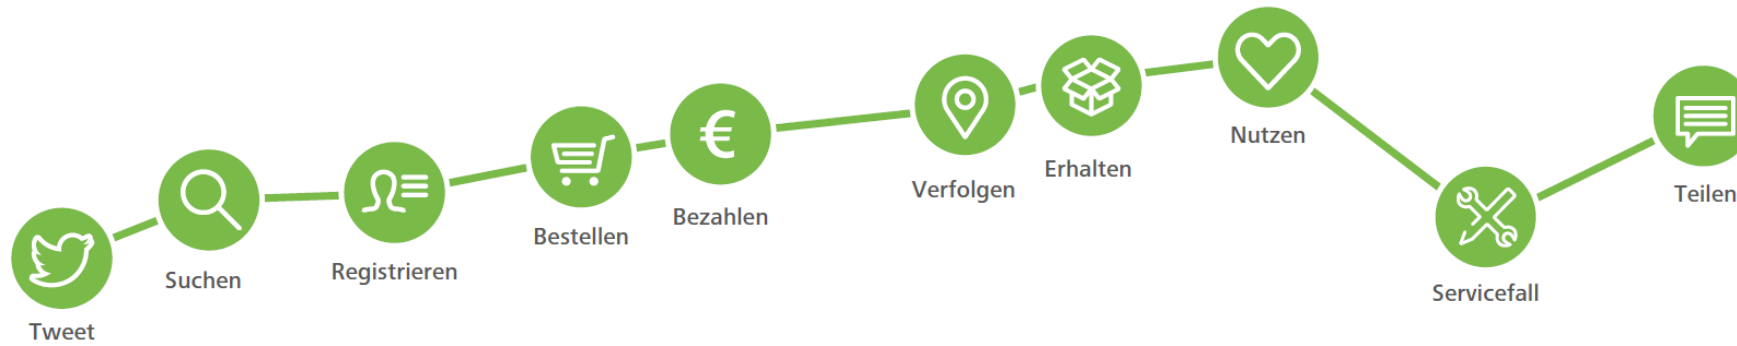 Tweet
Suchen
Registrieren
Bestellen
€
Bezahlen
Verfolgen
Erhalten
Nutzen
Servicefall
Teilen